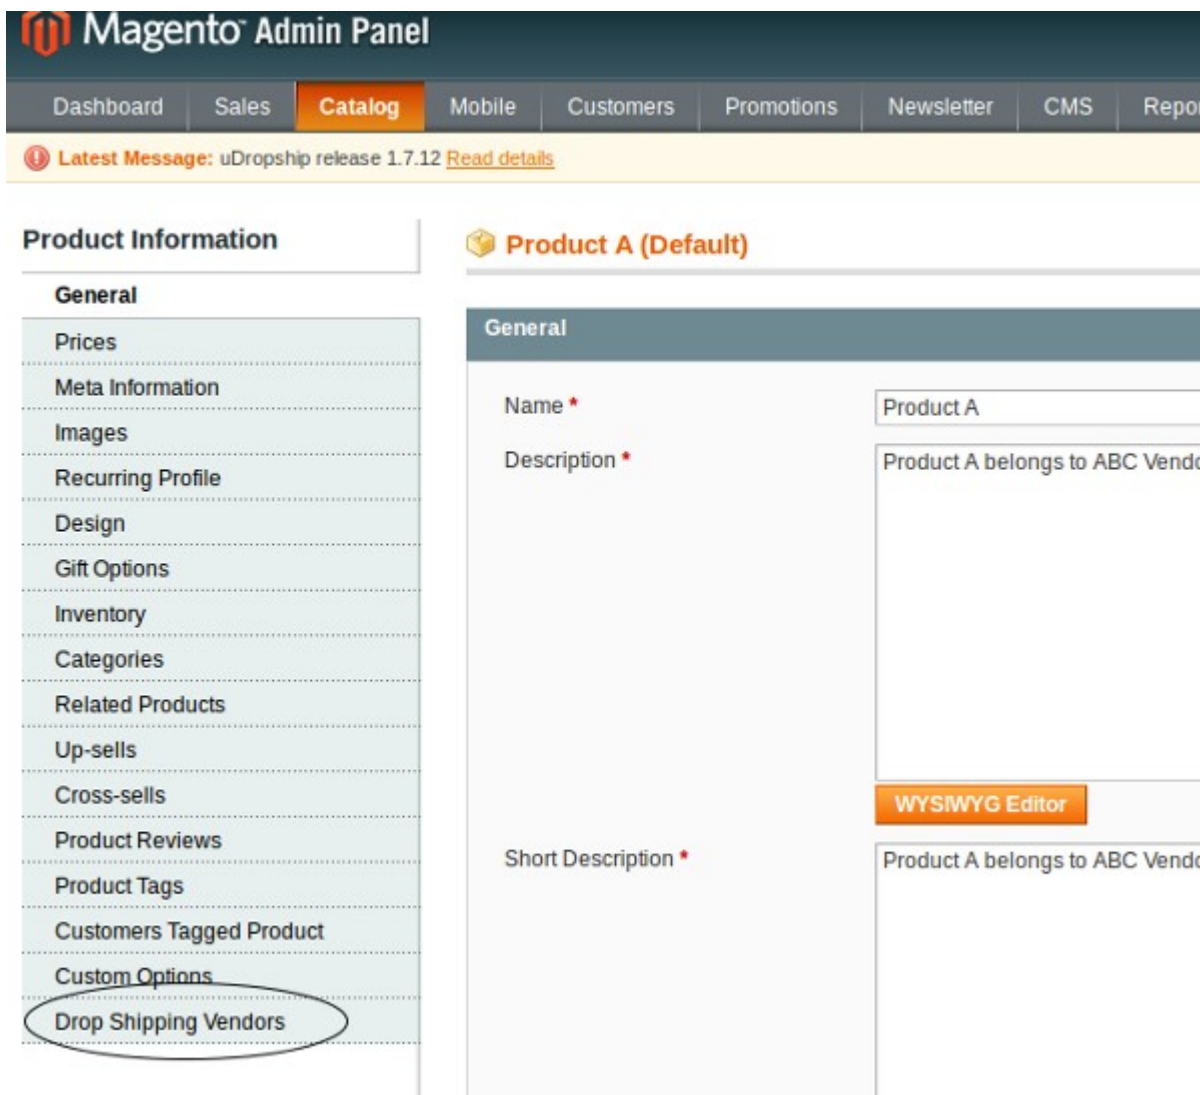 Magento Admin Panel
Dashboard Sales Catalog Mobile Customers Promotions Newsletter CMS
Latest Message: uDropship release 1.7.12 Read details
Product Information
General
Prices
Meta Information
Images
Recurring Profile
Design
Gift Options
Inventory
Categories
Related Products
Up-sells
Cross-sells
Product Reviews
Product Tags
Customers Tagged Product
Custom Options
Drop Shipping Vendors
Product A (Default)
General
Name * Product A
Description * Product A belongs to ABC
WYSIWYG Editor
Short Description * Product A belongs to ABC